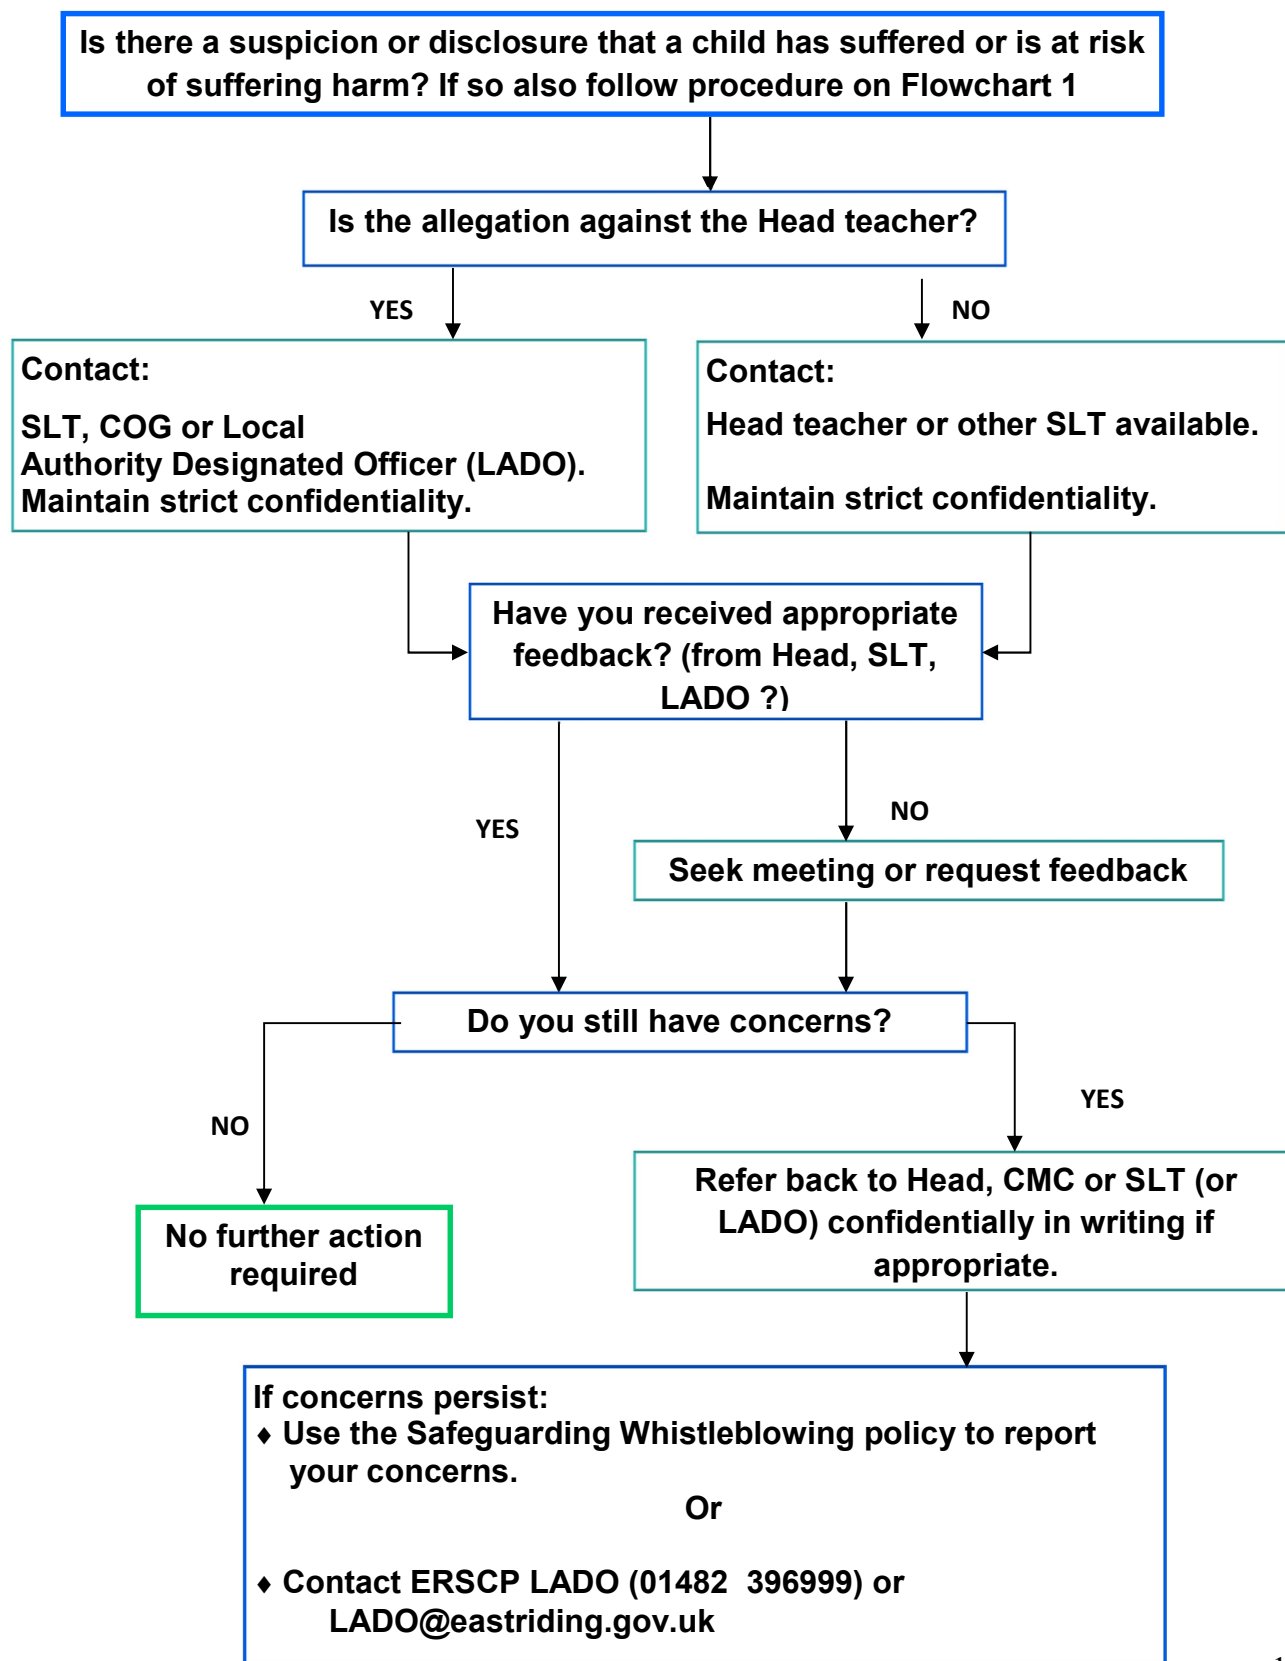 Is there a suspicion or disclosure that a child has suffered or is at risk
of suffering harm? If so also follow procedure on Flowchart 1
Is the allegation against the Head teacher?
YES
NO
Contact:
SLT, COG or Local
Authority Designated Officer (LADO).
Maintain strict confidentiality.
Contact:
Head teacher or other SLT available.
Maintain strict confidentiality.
Have you received appropriate
feedback? (from Head, SLT,
LADO ?)
YES
NO
Seek meeting or request feedback
Do you still have concerns?
NO
YES
No further action
required
Refer back to Head, CMC or SLT (or
LADO) confidentially in writing if
appropriate.
If concerns persist:
♦ Use the Safeguarding Whistleblowing policy to report
your concerns.
Or
♦ Contact ERSCP LADO (01482  396999) or
LADO@eastriding.gov.uk